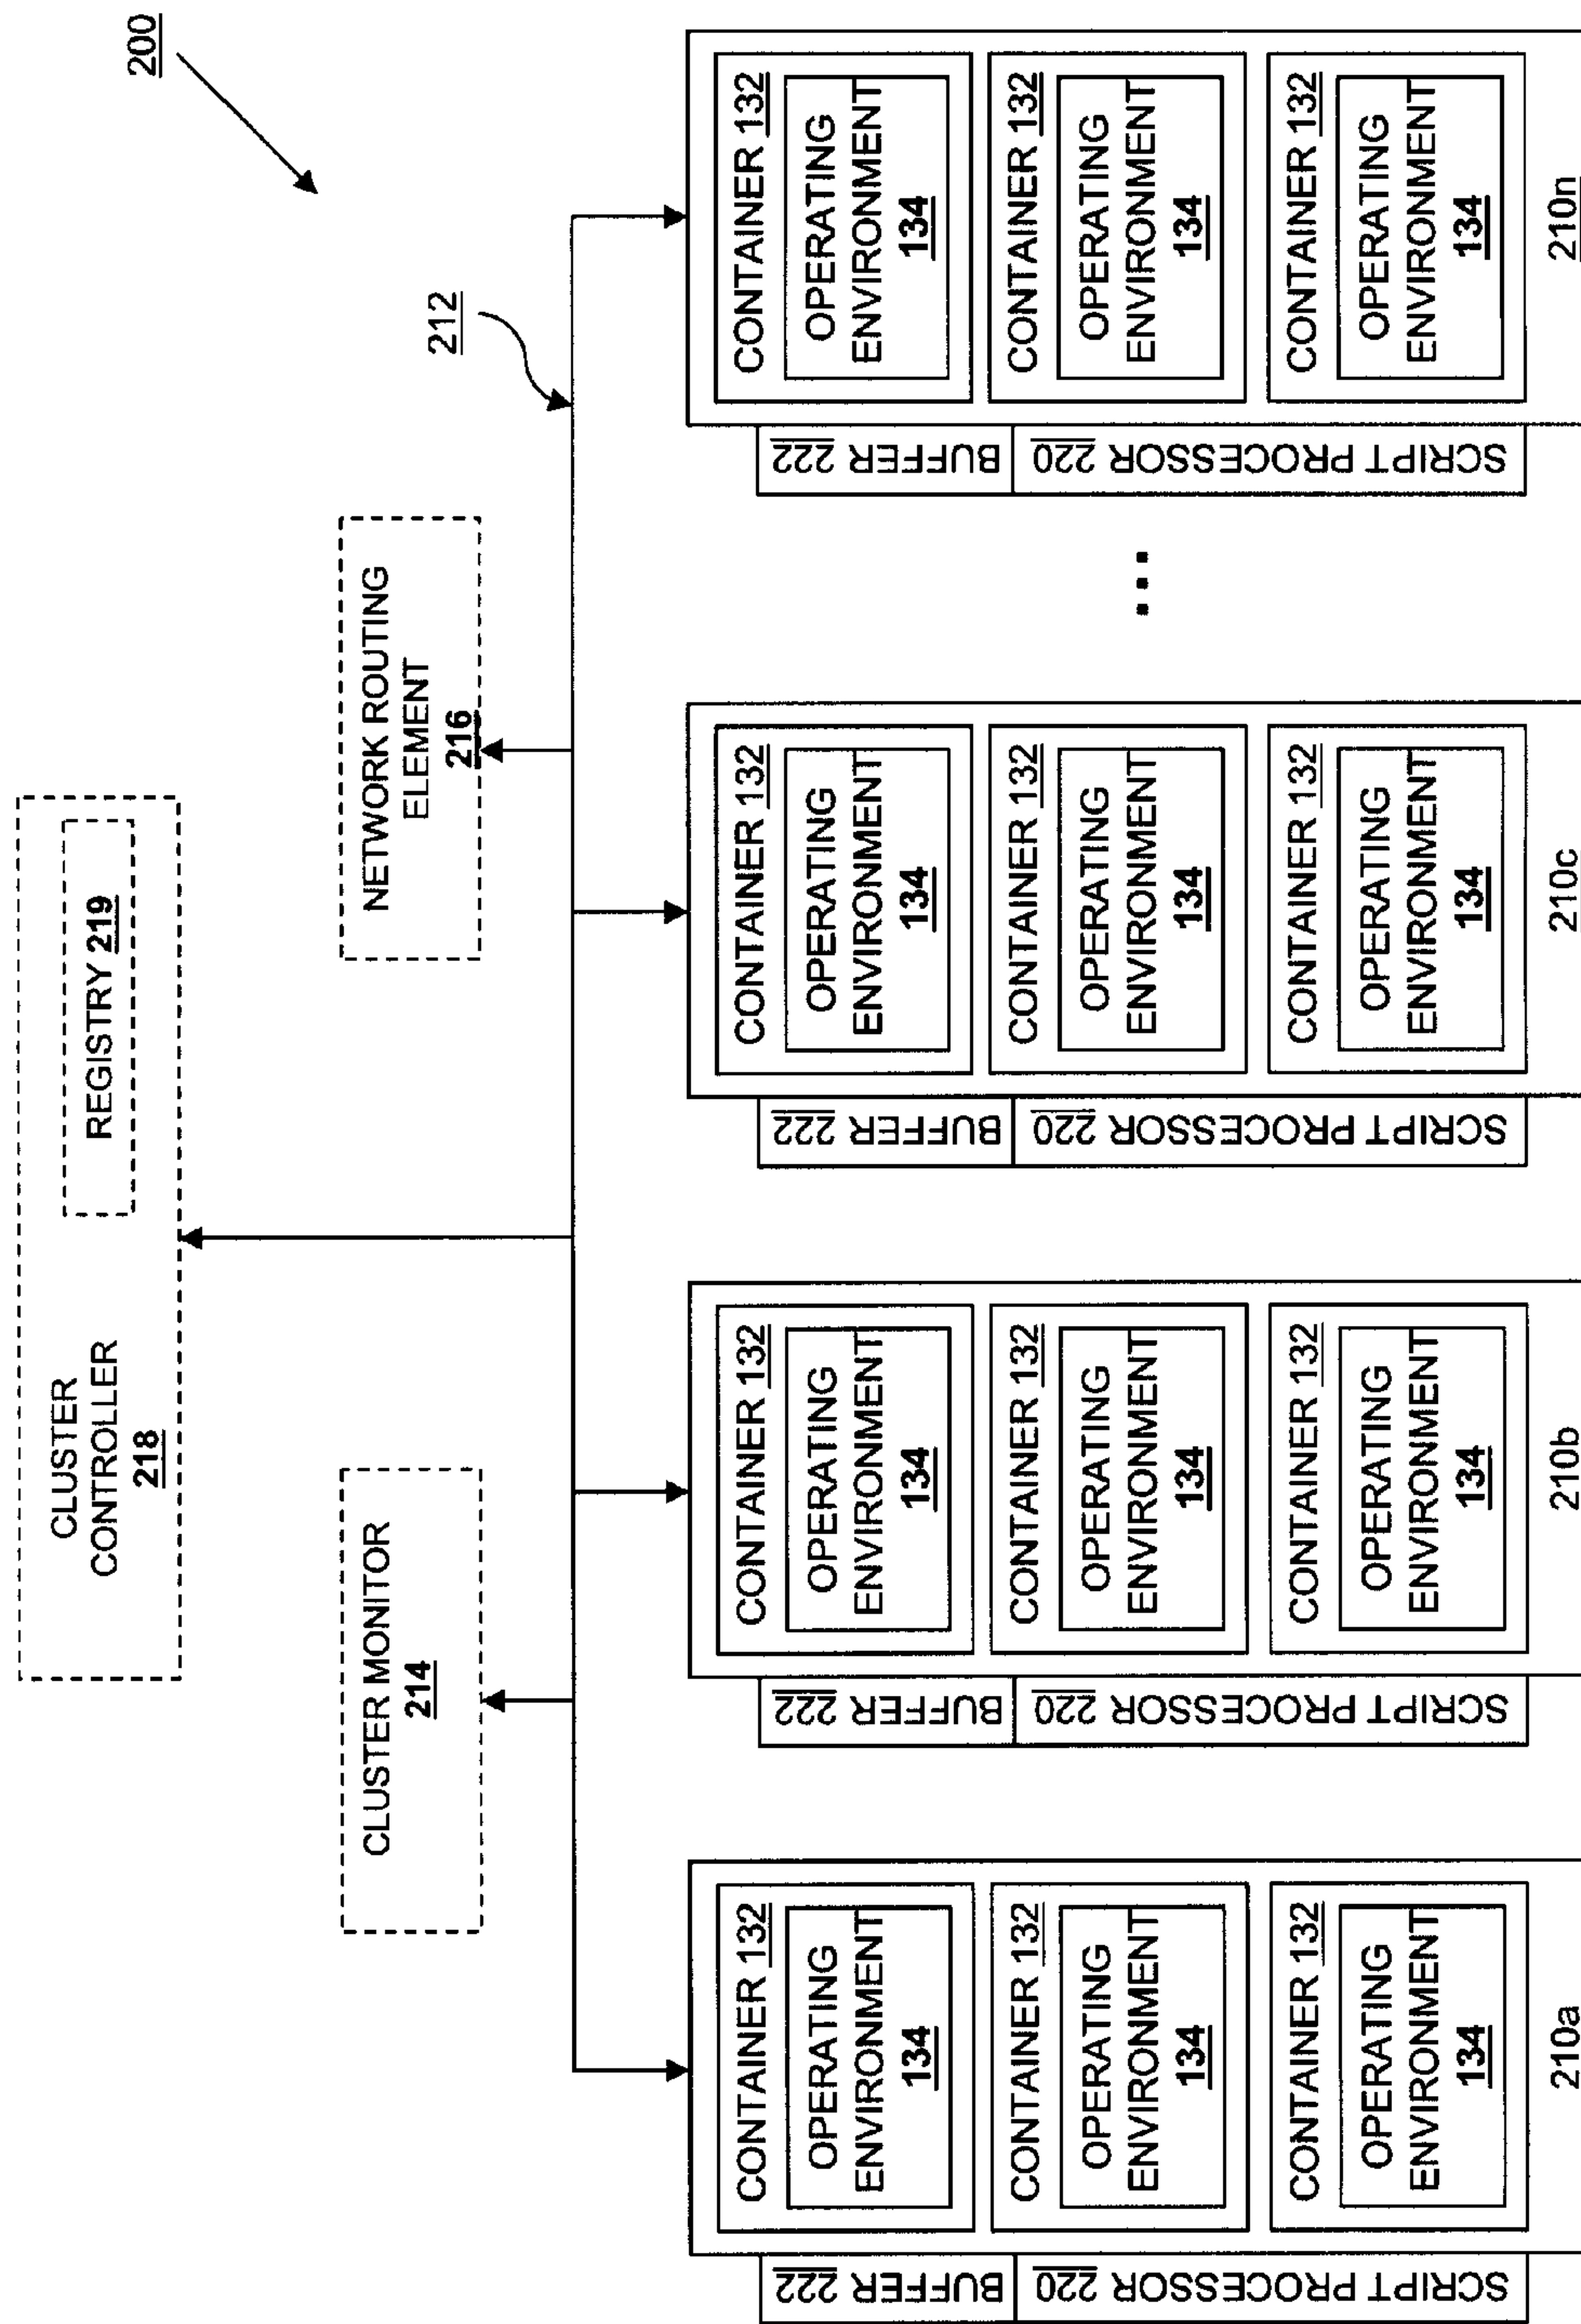 200
CLUSTER
CONTROLLER
218
REGISTRY 219
CLUSTER MONITOR
214
NETWORK ROUTING
ELEMENT
216
212
BUFFER 222
SCRIPT PROCESSOR 220
CONTAINER 132
OPERATING
ENVIRONMENT
134
CONTAINER 132
OPERATING
ENVIRONMENT
134
CONTAINER 132
OPERATING
ENVIRONMENT
134
210a
BUFFER 222
SCRIPT PROCESSOR 220
CONTAINER 132
OPERATING
ENVIRONMENT
134
CONTAINER 132
OPERATING
ENVIRONMENT
134
CONTAINER 132
OPERATING
ENVIRONMENT
134
210b
BUFFER 222
SCRIPT PROCESSOR 220
CONTAINER 132
OPERATING
ENVIRONMENT
134
CONTAINER 132
OPERATING
ENVIRONMENT
134
CONTAINER 132
OPERATING
ENVIRONMENT
134
210c
...
BUFFER 222
SCRIPT PROCESSOR 220
CONTAINER 132
OPERATING
ENVIRONMENT
134
CONTAINER 132
OPERATING
ENVIRONMENT
134
CONTAINER 132
OPERATING
ENVIRONMENT
134
210n